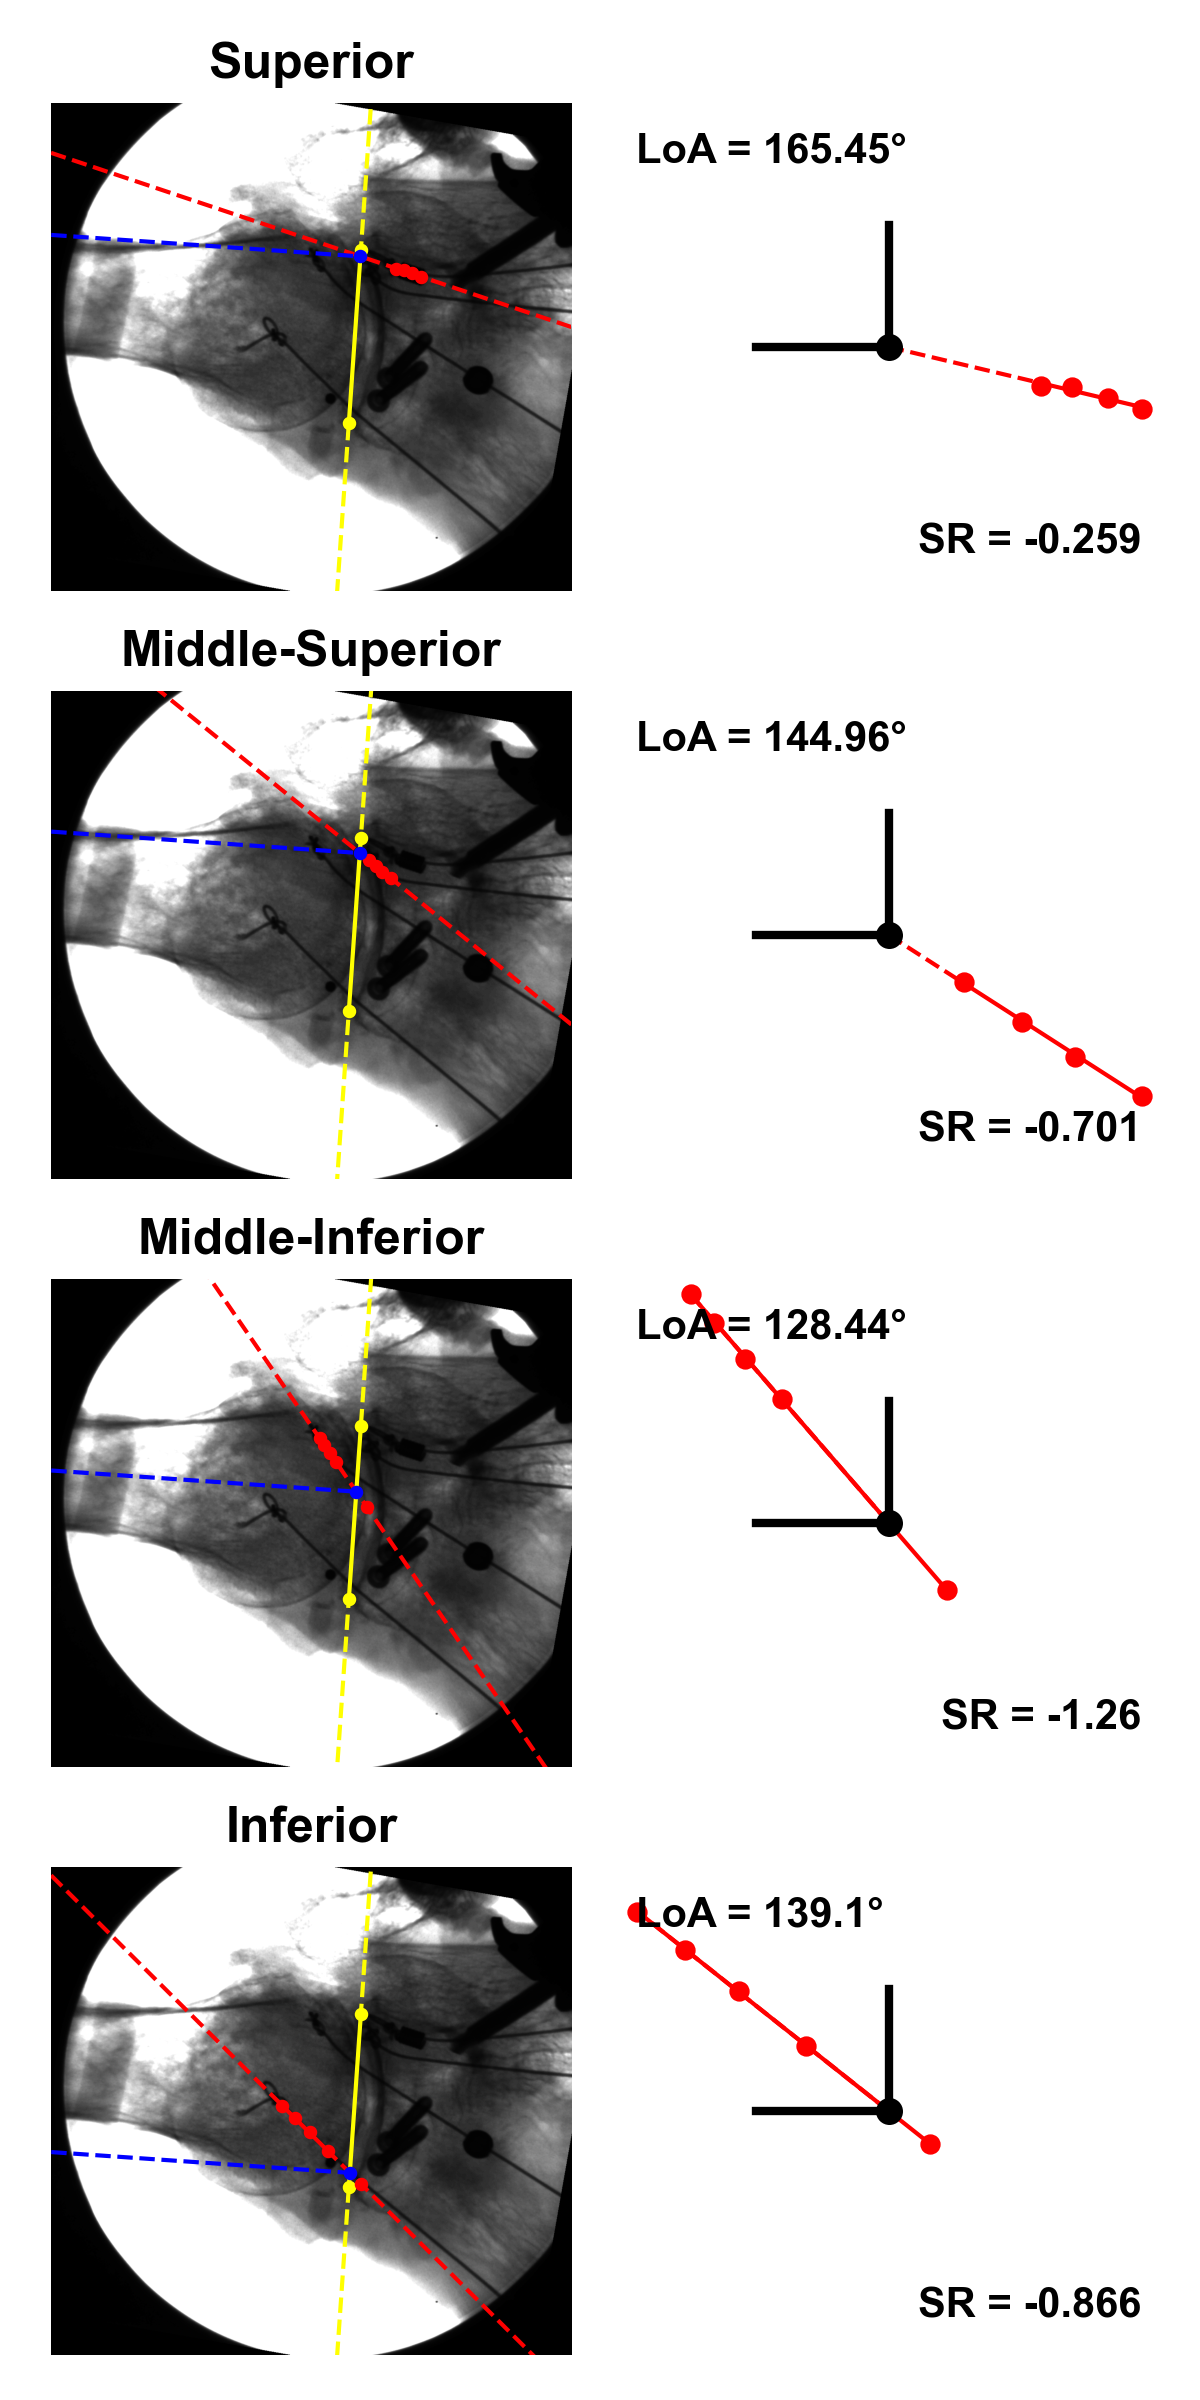 Superior
LoA = 165.45°
SR = -0.259
Middle-Superior
LoA = 144.96°
SR = -0.701
Middle-Inferior
LoA = 128.44°
SR = -1.26
Inferior
LoA = 139.1°
SR = -0.866